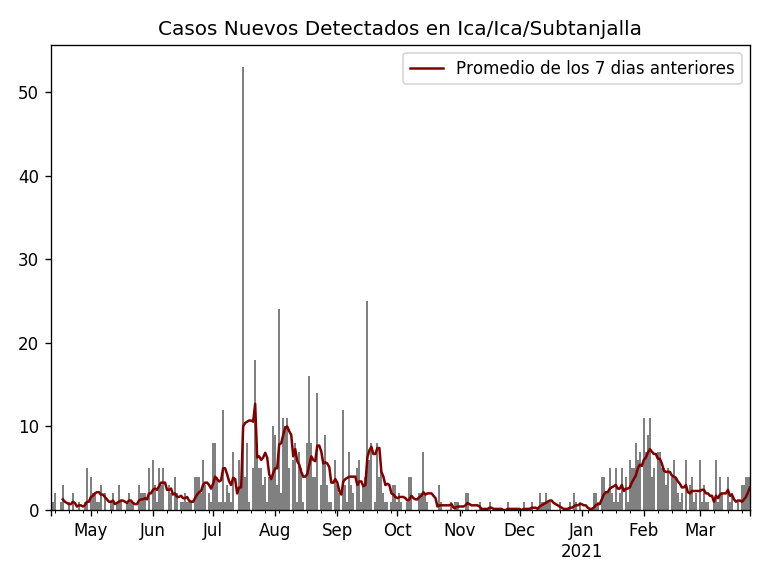 Casos Nuevos Detectados en Ica/Ica/Subtanjalla
Promedio de los 7 dias anteriores
50
40
30
20
10
0
May Jun Jul Aug Sep Oct Nov Dec Jan Feb Mar
2021